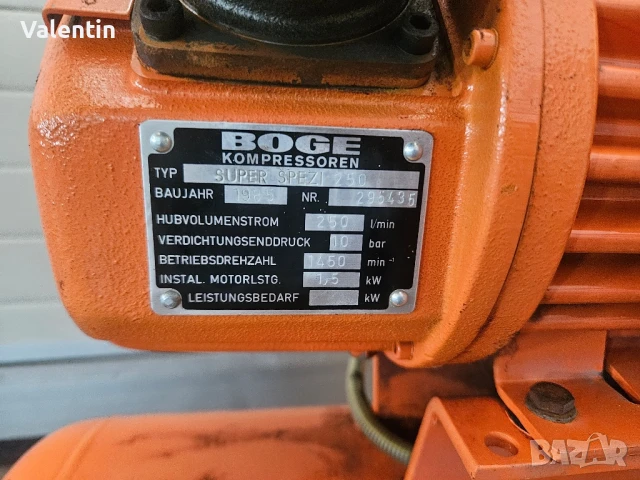 Valentin
BOGE
KOMPRESSOREN
TYP SUPER SPEZI 250
BAUJAHR NR.
HUBVOLUMENSTROM 250 l/min
VERDICHTUNGSENDDRUCK 10 bar
BETRIEBSDREHZAHL 1450 min⁻¹
INSTAL. MOTORLSTG. 1,5 kW
LEISTUNGSBEDARF kW
BAZAR